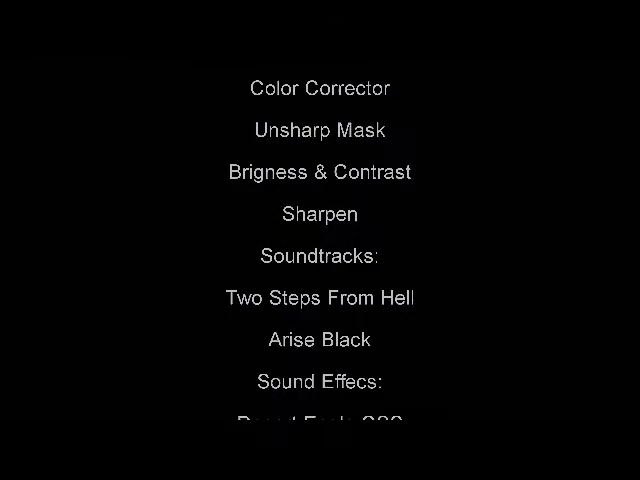 Color Corrector
Unsharp Mask
Brigness & Contrast
Sharpen
Soundtracks:
Two Steps From Hell
Arise Black
Sound Effecs: